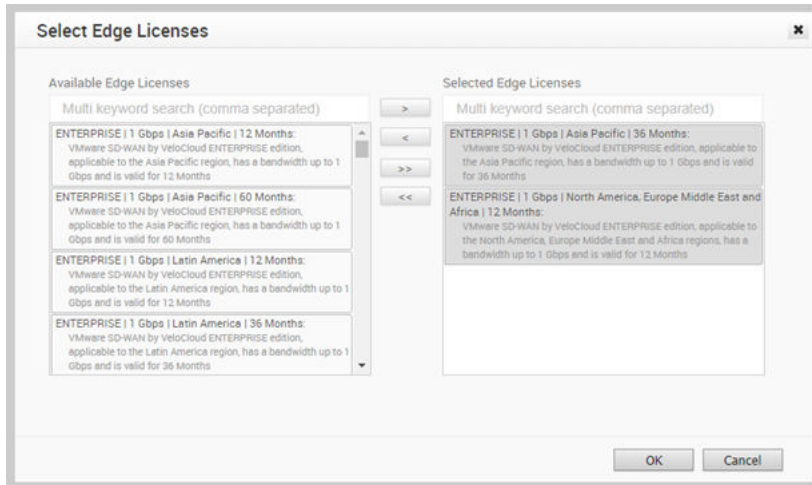 Select Edge Licenses
✖
Available Edge Licenses
Multi keyword search (comma separated)
ENTERPRISE | 1 Gbps | Asia Pacific | 12 Months:
VMware SD-WAN by VeloCloud ENTERPRISE edition,
applicable to the Asia Pacific region, has a bandwidth up to 1
Gbps and is valid for 12 Months
ENTERPRISE | 1 Gbps | Asia Pacific | 60 Months:
VMware SD-WAN by VeloCloud ENTERPRISE edition,
applicable to the Asia Pacific region, has a bandwidth up to 1
Gbps and is valid for 60 Months
ENTERPRISE | 1 Gbps | Latin America | 12 Months:
VMware SD-WAN by VeloCloud ENTERPRISE edition,
applicable to the Latin America region, has a bandwidth up to 1
Gbps and is valid for 12 Months
ENTERPRISE | 1 Gbps | Latin America | 36 Months:
VMware SD-WAN by VeloCloud ENTERPRISE edition,
applicable to the Latin America region, has a bandwidth up to 1
Gbps and is valid for 36 Months
>
<
>>
<<
Selected Edge Licenses
Multi keyword search (comma separated)
ENTERPRISE | 1 Gbps | Asia Pacific | 36 Months:
VMware SD-WAN by VeloCloud ENTERPRISE edition, applicable to
the Asia Pacific region, has a bandwidth up to 1 Gbps and is valid
for 36 Months
ENTERPRISE | 1 Gbps | North America, Europe Middle East and
Africa | 12 Months:
VMware SD-WAN by VeloCloud ENTERPRISE edition, applicable to
the North America, Europe Middle East and Africa regions, has a
bandwidth up to 1 Gbps and is valid for 12 Months
OK
Cancel